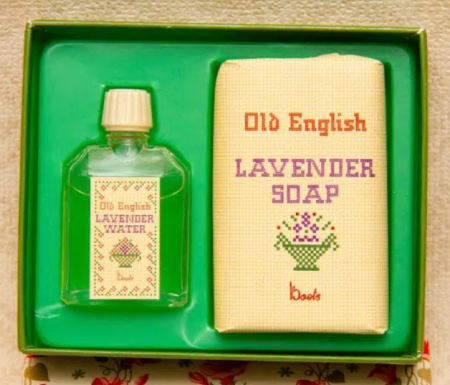 Old English
LAVENDER
WATER
Boots
Old English
LAVENDER
SOAP
Boots